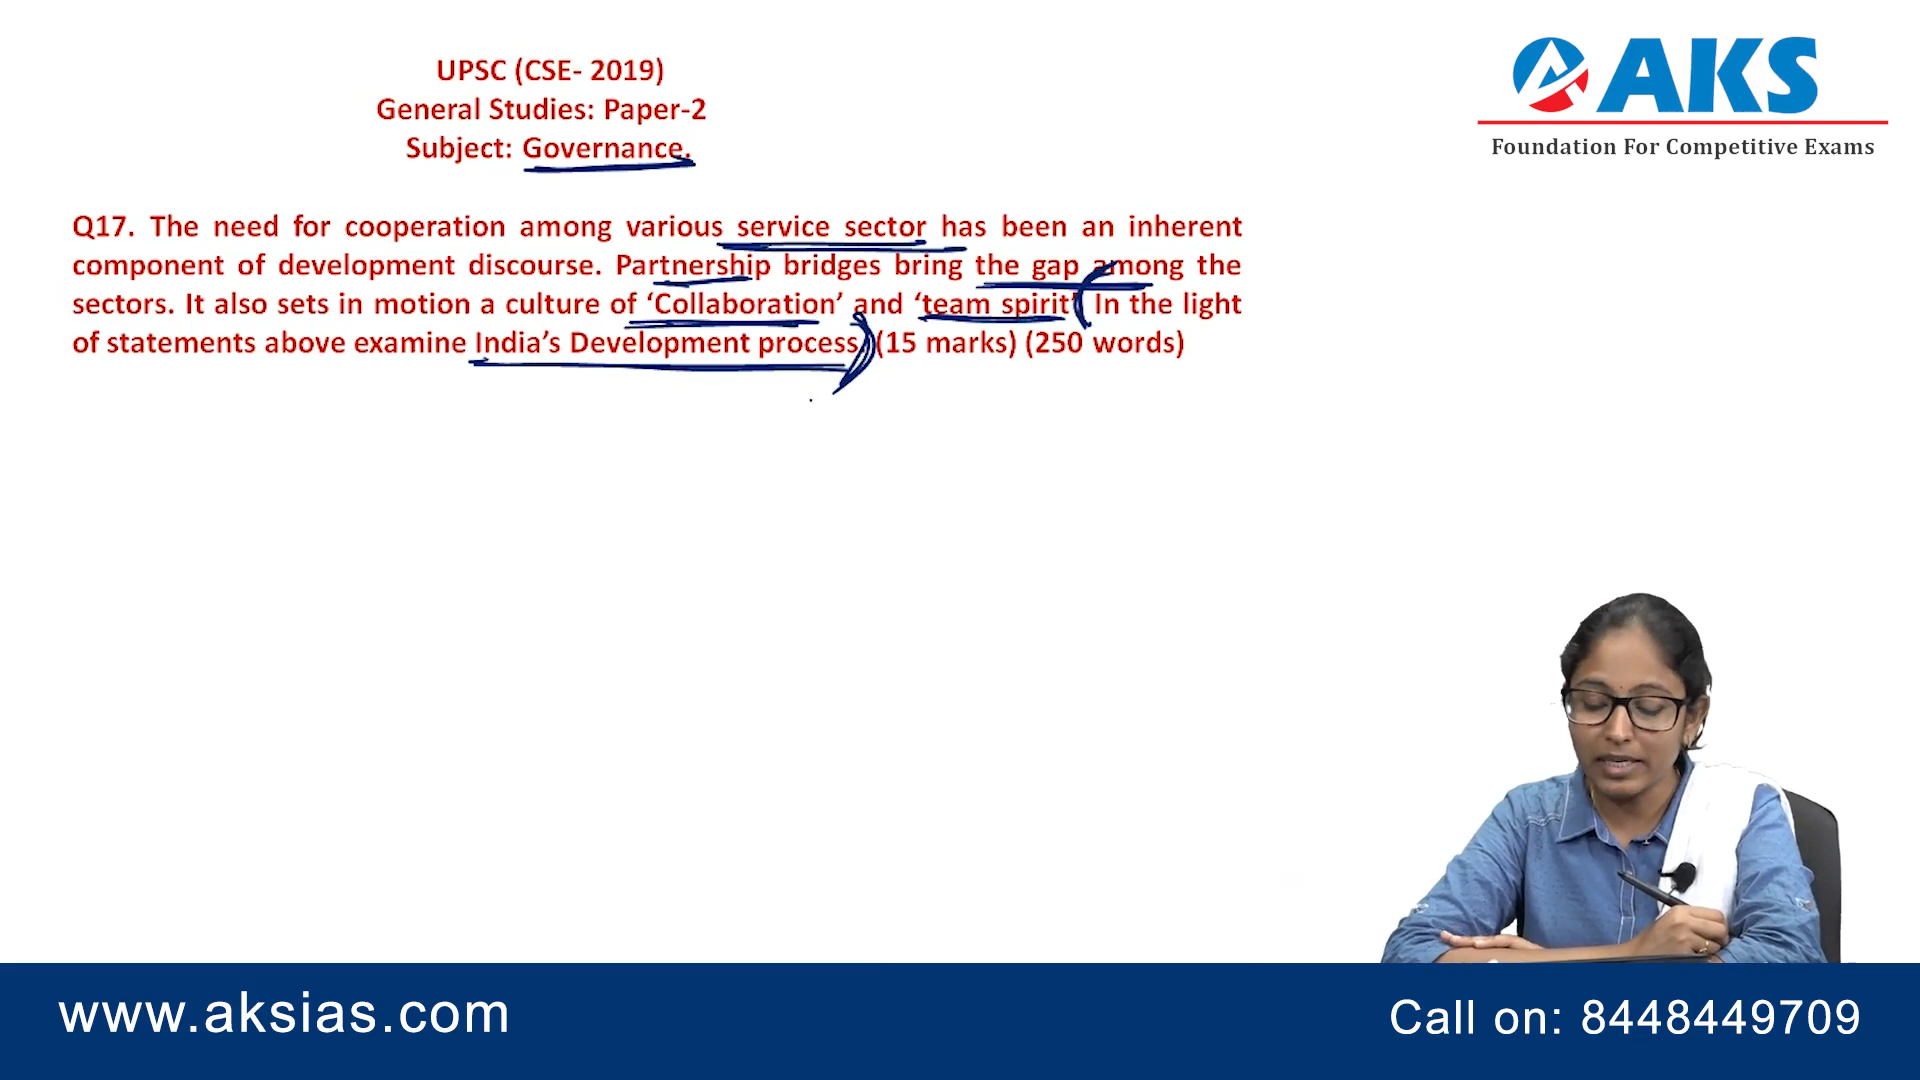 UPSC (CSE- 2019)
General Studies: Paper-2
Subject: Governance.
AKS
Foundation For Competitive Exams
Q17. The need for cooperation among various service sector has been an inherent
component of development discourse. Partnership bridges bring the gap among the
sectors. It also sets in motion a culture of ‘Collaboration’ and ‘team spirit’ In the light
of statements above examine India’s Development process. (15 marks) (250 words)
www.aksias.com
Call on: 8448449709